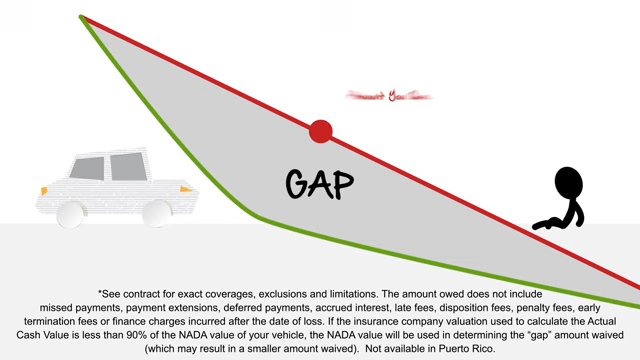 GAP
*See contract for exact coverages, exclusions and limitations. The amount owed does not include
missed payments, payment extensions, deferred payments, accrued interest, late fees, disposition fees, penalty fees, early
termination fees or finance charges incurred after the date of loss. If the insurance company valuation used to calculate the Actual
Cash Value is less than 90% of the NADA value of your vehicle, the NADA value will be used in determining the “gap” amount waived
(which may result in a smaller amount waived). Not available in Puerto Rico.